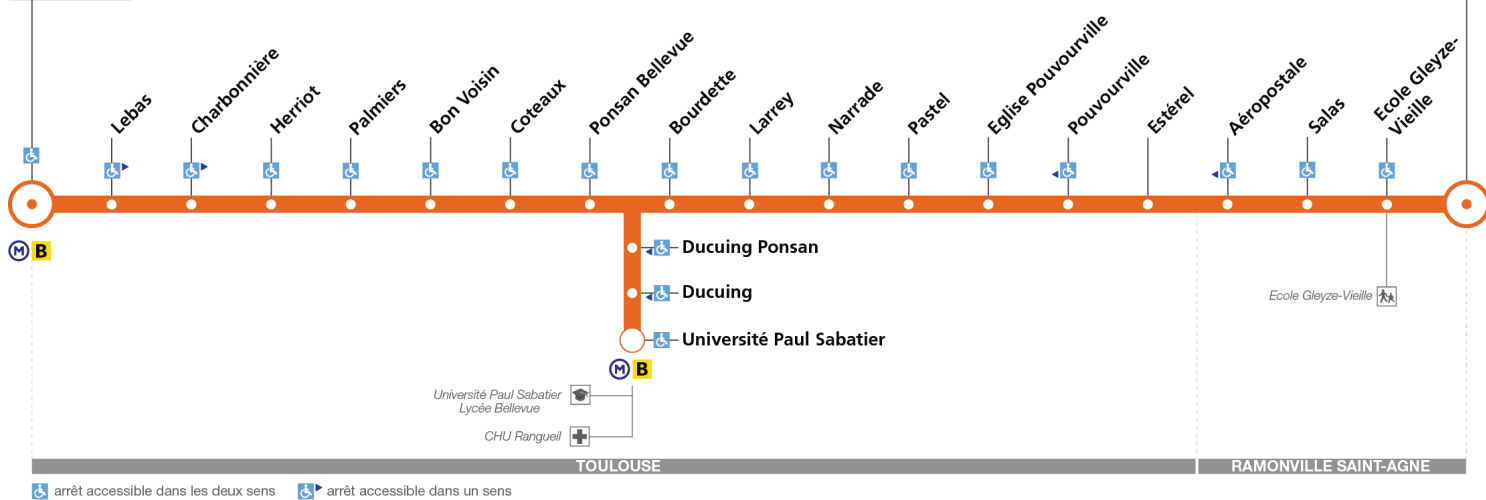 Lebas
Charbonnière
Herriot
Palmiers
Bon Voisin
Coteaux
Ponsan Bellevue
Bourdette
Larrey
Narrade
Pastel
Eglise Pouvourville
Pouvourville
Estérel
Aéropostale
Salas
Ecole Gleyze-
Vieille
M B
Ducuing Ponsan
Ducuing
Université Paul Sabatier
M B
Ecole Gleyze-Vieille
Université Paul Sabatier
Lycée Bellevue
CHU Rangueil
TOULOUSE
RAMONVILLE SAINT-AGNE
arrêt accessible dans les deux sens
arrêt accessible dans un sens